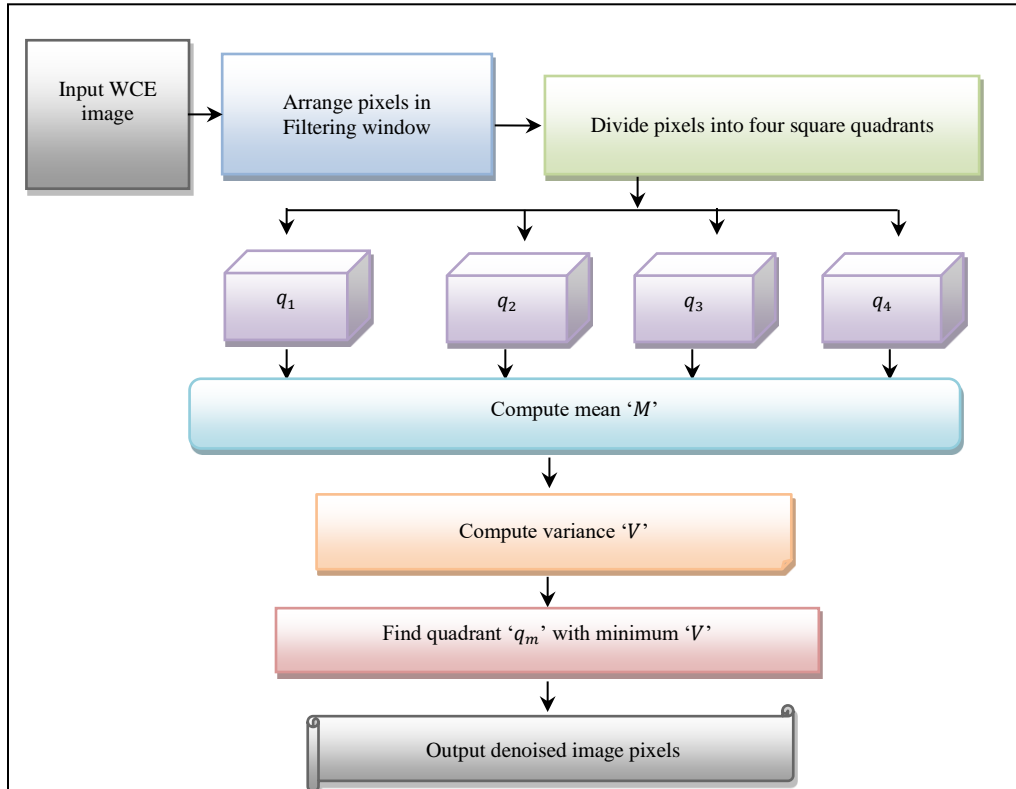 Input WCE
image
Arrange pixels in
Filtering window
Divide pixels into four square quadrants
𝑞₁
𝑞₂
𝑞₃
𝑞₄
Compute mean ‘𝑀’
Compute variance ‘𝑉’
Find quadrant ‘𝑞ₘ’ with minimum ‘𝑉’
Output denoised image pixels